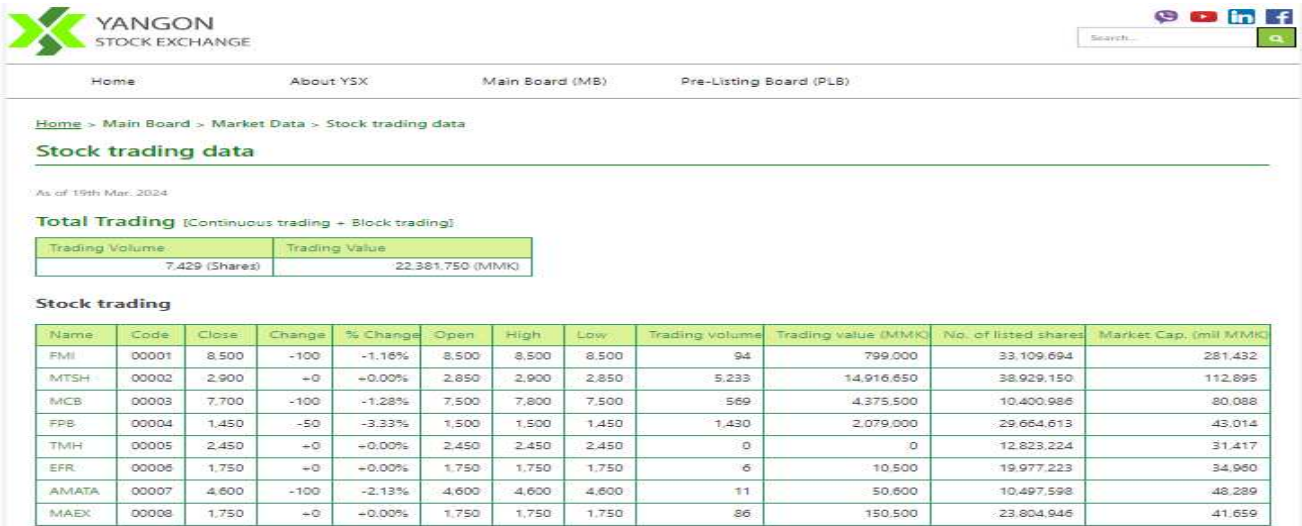 YANGON
STOCK EXCHANGE
Search...
Home About YSX Main Board (MB) Pre-Listing Board (PLB)
Home > Main Board > Market Data > Stock trading data
Stock trading data
As of 19th Mar. 2024
Total Trading [Continuous trading + Block trading]
Trading Volume Trading Value
7,429 (Shares) 22,381,750 (MMK)
Stock trading
Name Code Close Change % Change Open High Low Trading volume Trading value (MMK) No. of listed shares Market Cap. (mil MMK)
FMI 00001 8,500 -100 -1.16% 8,500 8,500 8,500 94 799,000 33,109,694 281,432
MTSH 00002 2,900 +0 +0.00% 2,850 2,900 2,850 5,233 14,916,650 38,929,150 112,895
MCB 00003 7,700 -100 -1.28% 7,500 7,800 7,500 569 4,375,500 10,400,986 80,088
FPB 00004 1,450 -50 -3.33% 1,500 1,500 1,450 1,430 2,079,000 29,664,613 43,014
TMH 00005 2,450 +0 +0.00% 2,450 2,450 2,450 0 0 12,823,224 31,417
EFR 00006 1,750 +0 +0.00% 1,750 1,750 1,750 6 10,500 19,977,223 34,960
AMATA 00007 4,600 -100 -2.13% 4,600 4,600 4,600 11 50,600 10,497,598 48,289
MAEX 00008 1,750 +0 +0.00% 1,750 1,750 1,750 86 150,500 23,804,946 41,659